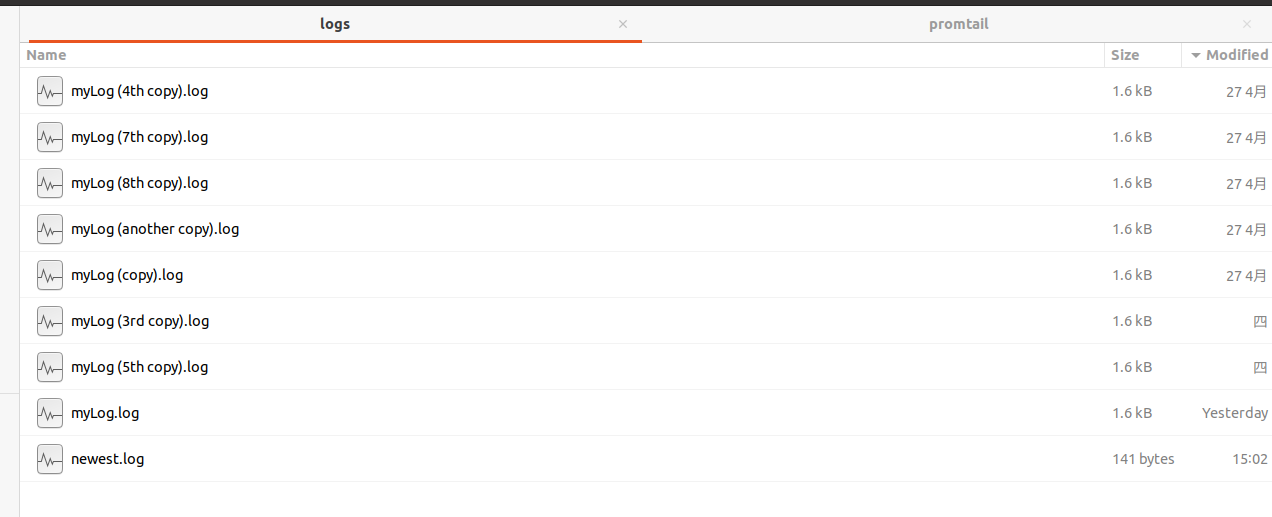 logs promtail
Name Size Modified
myLog (4th copy).log 1.6 kB 27 4月
myLog (7th copy).log 1.6 kB 27 4月
myLog (8th copy).log 1.6 kB 27 4月
myLog (another copy).log 1.6 kB 27 4月
myLog (copy).log 1.6 kB 27 4月
myLog (3rd copy).log 1.6 kB 四
myLog (5th copy).log 1.6 kB 四
myLog.log 1.6 kB Yesterday
newest.log 141 bytes 15:02